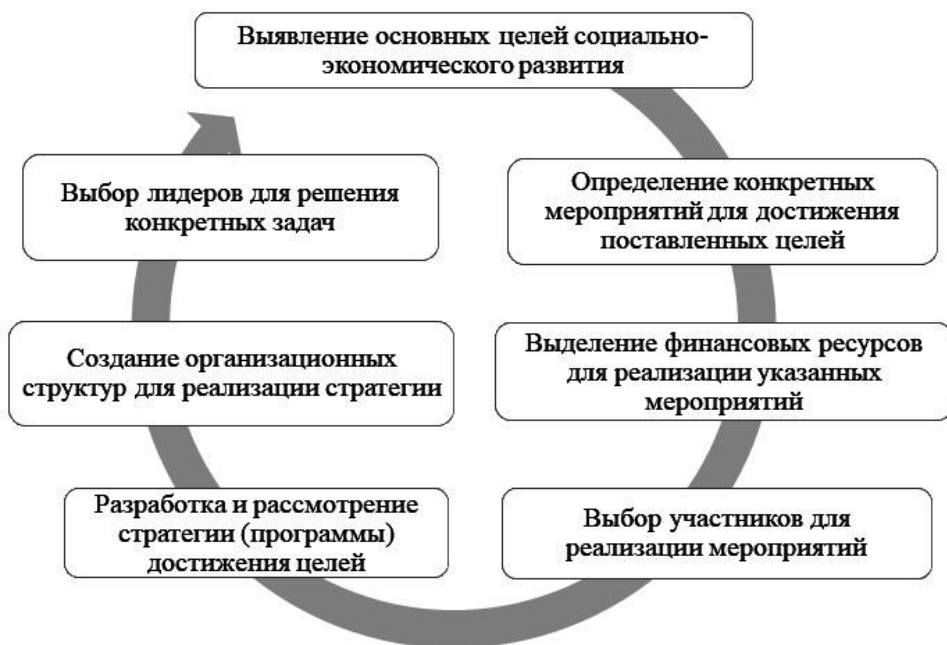 Выявление основных целей социально-
экономического развития
Определение конкретных
мероприятий для достижения
поставленных целей
Выделение финансовых ресурсов
для реализации указанных
мероприятий
Выбор участников для
реализации мероприятий
Разработка и рассмотрение
стратегии (программы)
достижения целей
Создание организационных
структур для реализации стратегии
Выбор лидеров для решения
конкретных задач